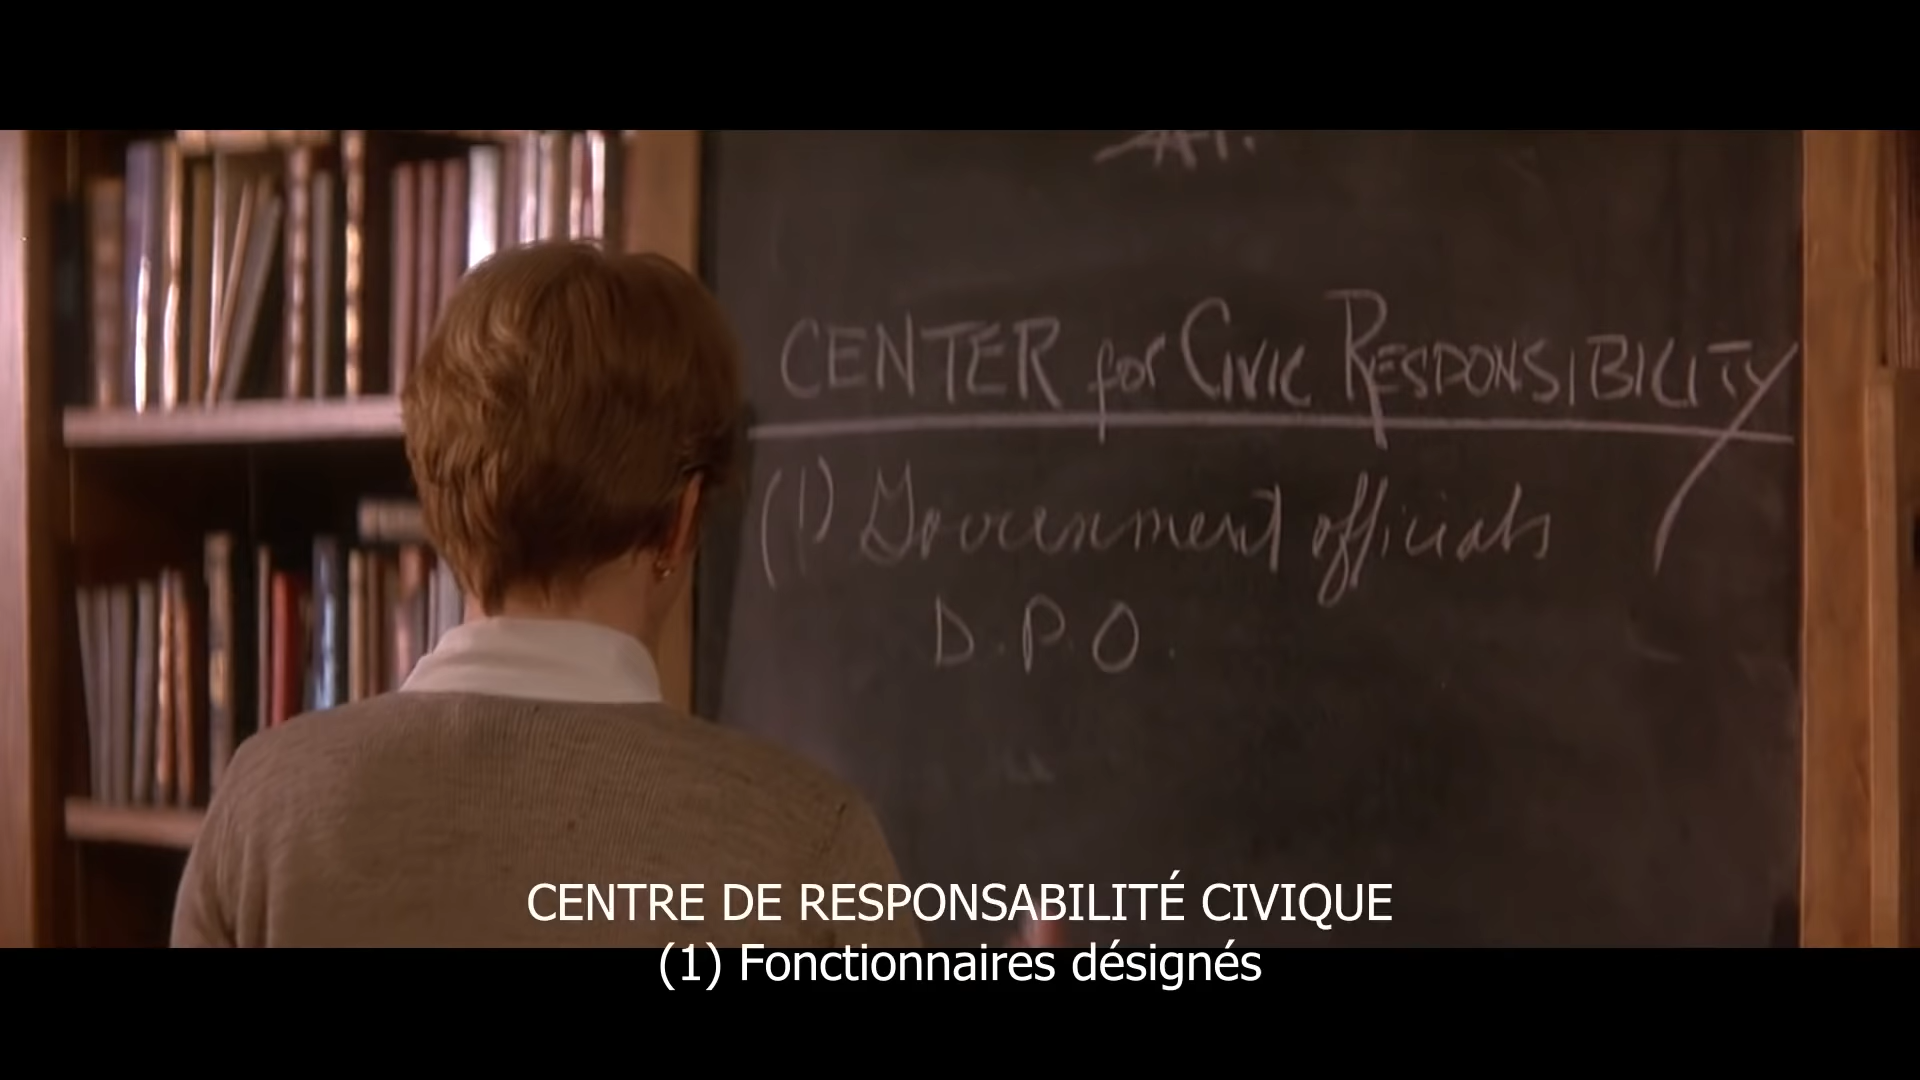 CENTER for CIVIC RESPONSIBILITY
(1) Government officials
D.P.O.
CENTRE DE RESPONSABILITÉ CIVIQUE
(1) Fonctionnaires désignés